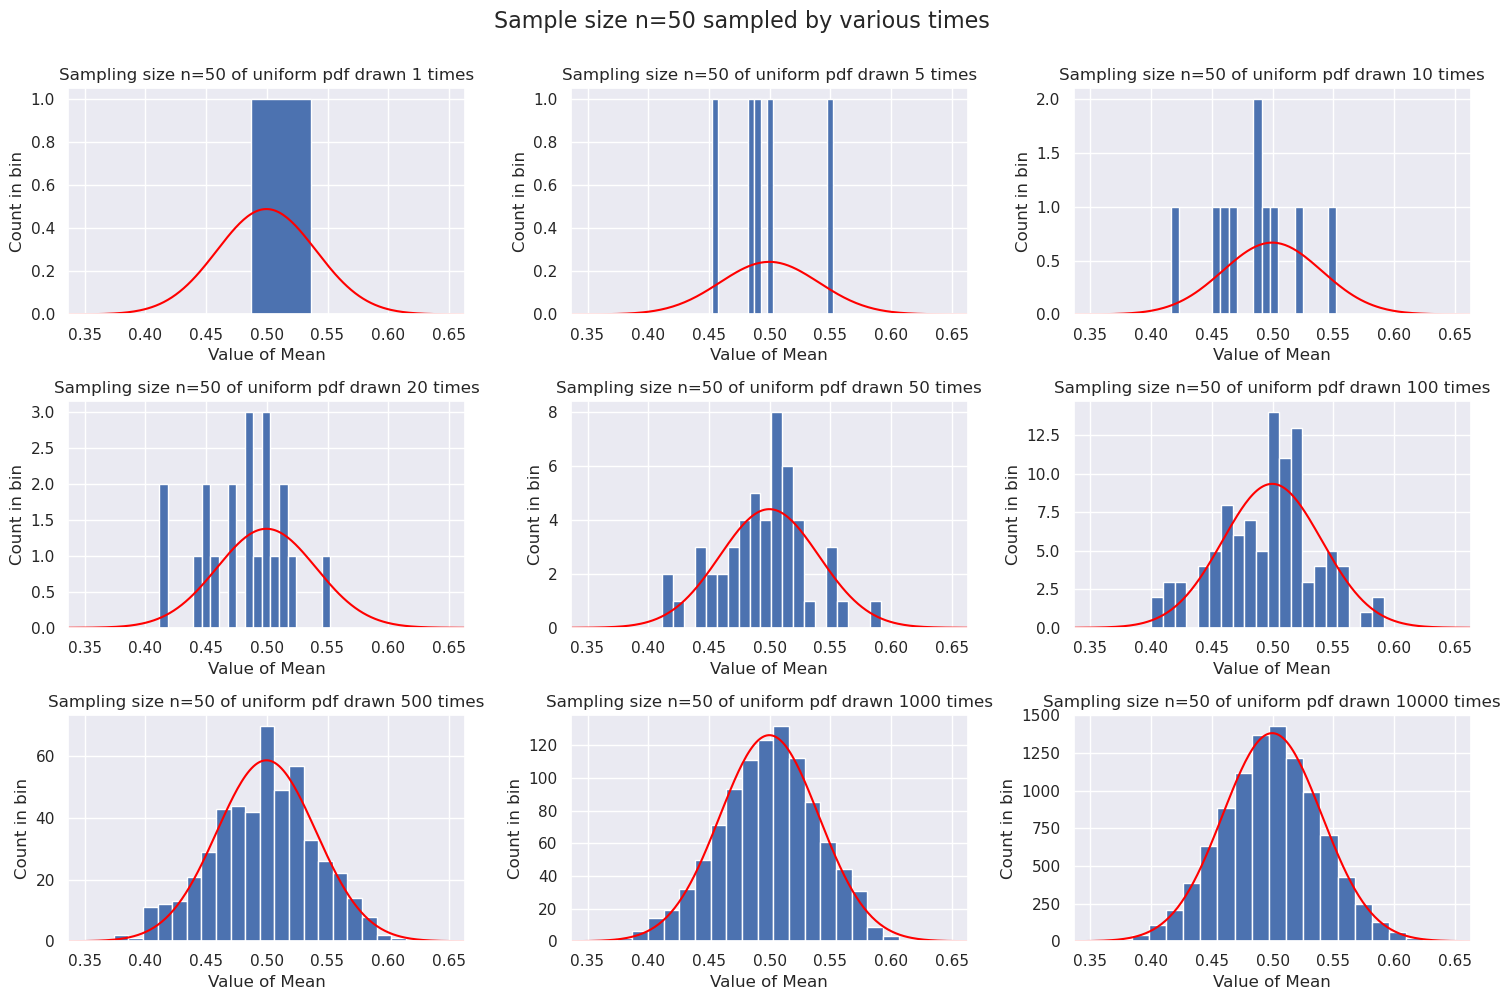 Sample size n=50 sampled by various times
Sampling size n=50 of uniform pdf drawn 1 times
Count in bin
1.0
0.8
0.6
0.4
0.2
0.0
0.35 0.40 0.45 0.50 0.55 0.60 0.65
Value of Mean
Sampling size n=50 of uniform pdf drawn 5 times
Count in bin
1.0
0.8
0.6
0.4
0.2
0.0
0.35 0.40 0.45 0.50 0.55 0.60 0.65
Value of Mean
Sampling size n=50 of uniform pdf drawn 10 times
Count in bin
2.0
1.5
1.0
0.5
0.0
0.35 0.40 0.45 0.50 0.55 0.60 0.65
Value of Mean
Sampling size n=50 of uniform pdf drawn 20 times
Count in bin
3.0
2.5
2.0
1.5
1.0
0.5
0.0
0.35 0.40 0.45 0.50 0.55 0.60 0.65
Value of Mean
Sampling size n=50 of uniform pdf drawn 50 times
Count in bin
8
6
4
2
0
0.35 0.40 0.45 0.50 0.55 0.60 0.65
Value of Mean
Sampling size n=50 of uniform pdf drawn 100 times
Count in bin
12.5
10.0
7.5
5.0
2.5
0.0
0.35 0.40 0.45 0.50 0.55 0.60 0.65
Value of Mean
Sampling size n=50 of uniform pdf drawn 500 times
Count in bin
60
40
20
0
0.35 0.40 0.45 0.50 0.55 0.60 0.65
Value of Mean
Sampling size n=50 of uniform pdf drawn 1000 times
Count in bin
120
100
80
60
40
20
0
0.35 0.40 0.45 0.50 0.55 0.60 0.65
Value of Mean
Sampling size n=50 of uniform pdf drawn 10000 times
Count in bin
1500
1250
1000
750
500
250
0
0.35 0.40 0.45 0.50 0.55 0.60 0.65
Value of Mean